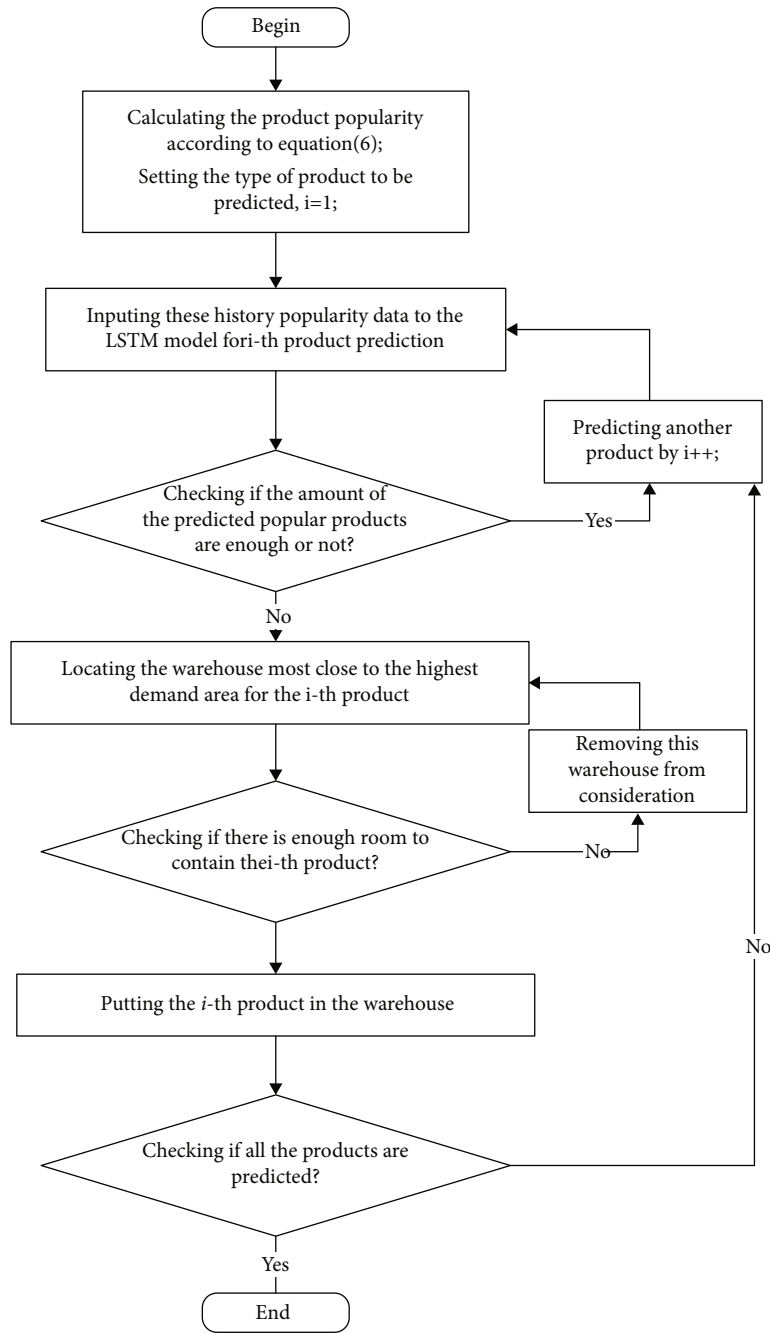 Begin
Calculating the product popularity
according to equation(6);
Setting the type of product to be
predicted, i=1;
Inputing these history popularity data to the
LSTM model fori-th product prediction
Predicting another
product by i++;
Checking if the amount of
the predicted popular products
are enough or not?
Yes
No
Locating the warehouse most close to the highest
demand area for the i-th product
Removing this
warehouse from
consideration
Checking if there is enough room to
contain thei-th product?
No
No
Putting the i-th product in the warehouse
Checking if all the products are
predicted?
Yes
End